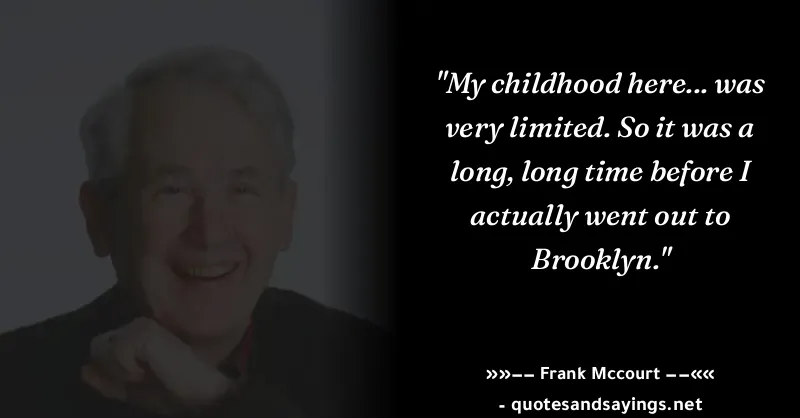 "My childhood here... was
very limited. So it was a
long, long time before I
actually went out to
Brooklyn."
»»−− Frank Mccourt −−««
- quotesandsayings.net